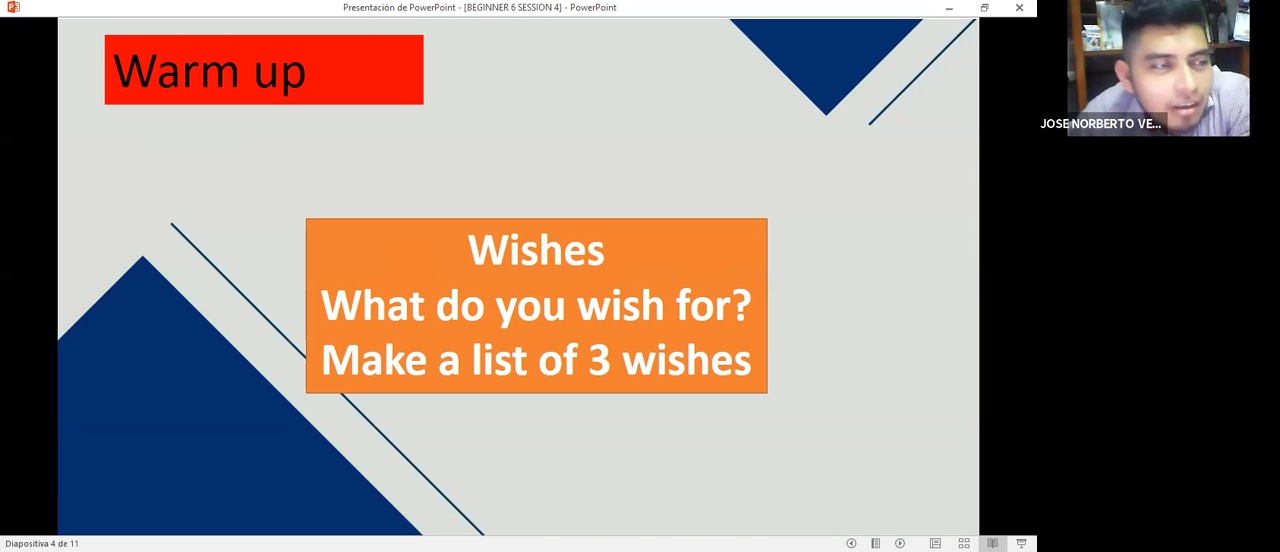 Presentación de PowerPoint - [BEGINNER 6 SESSION 4] - PowerPoint
Warm up
JOSE NORBERTO VE...
Wishes
What do you wish for?
Make a list of 3 wishes
Diapositiva 4 de 11